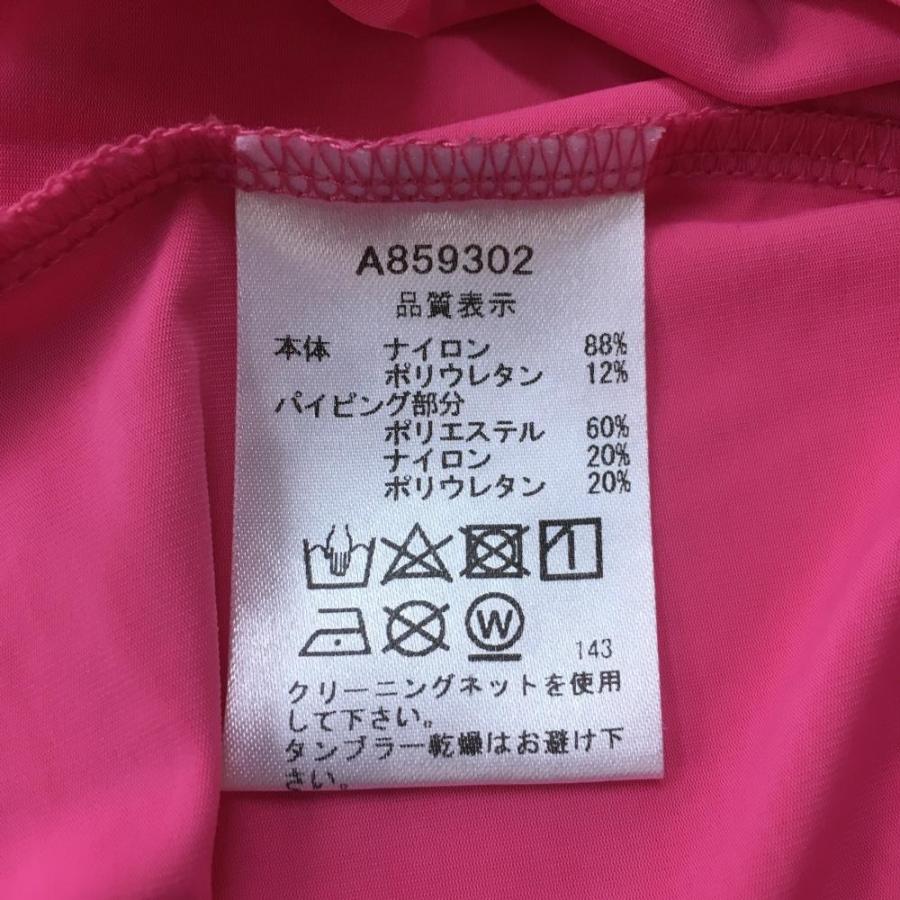 A859302
品質表示
本体 ナイロン 88%
ポリウレタン 12%
パイピング部分
ポリエステル 60%
ナイロン 20%
ポリウレタン 20%
W
143
クリーニングネットを使用
して下さい。
タンブラー乾燥はお避け下
さい。